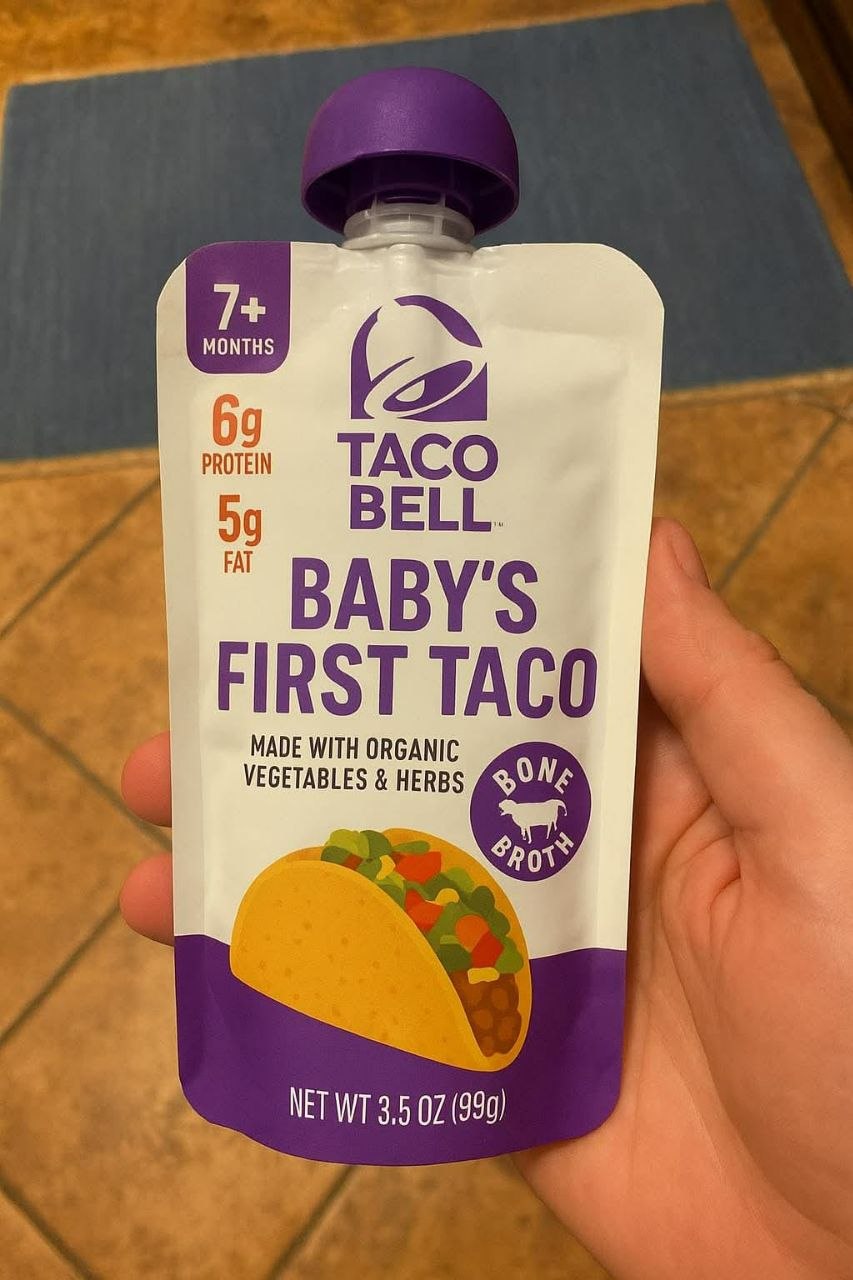 7+
MONTHS
6g
PROTEIN
5g
FAT
TACO
BELL™
BABY'S
FIRST TACO
MADE WITH ORGANIC
VEGETABLES & HERBS
BONE
BROTH
NET WT 3.5 OZ (99g)